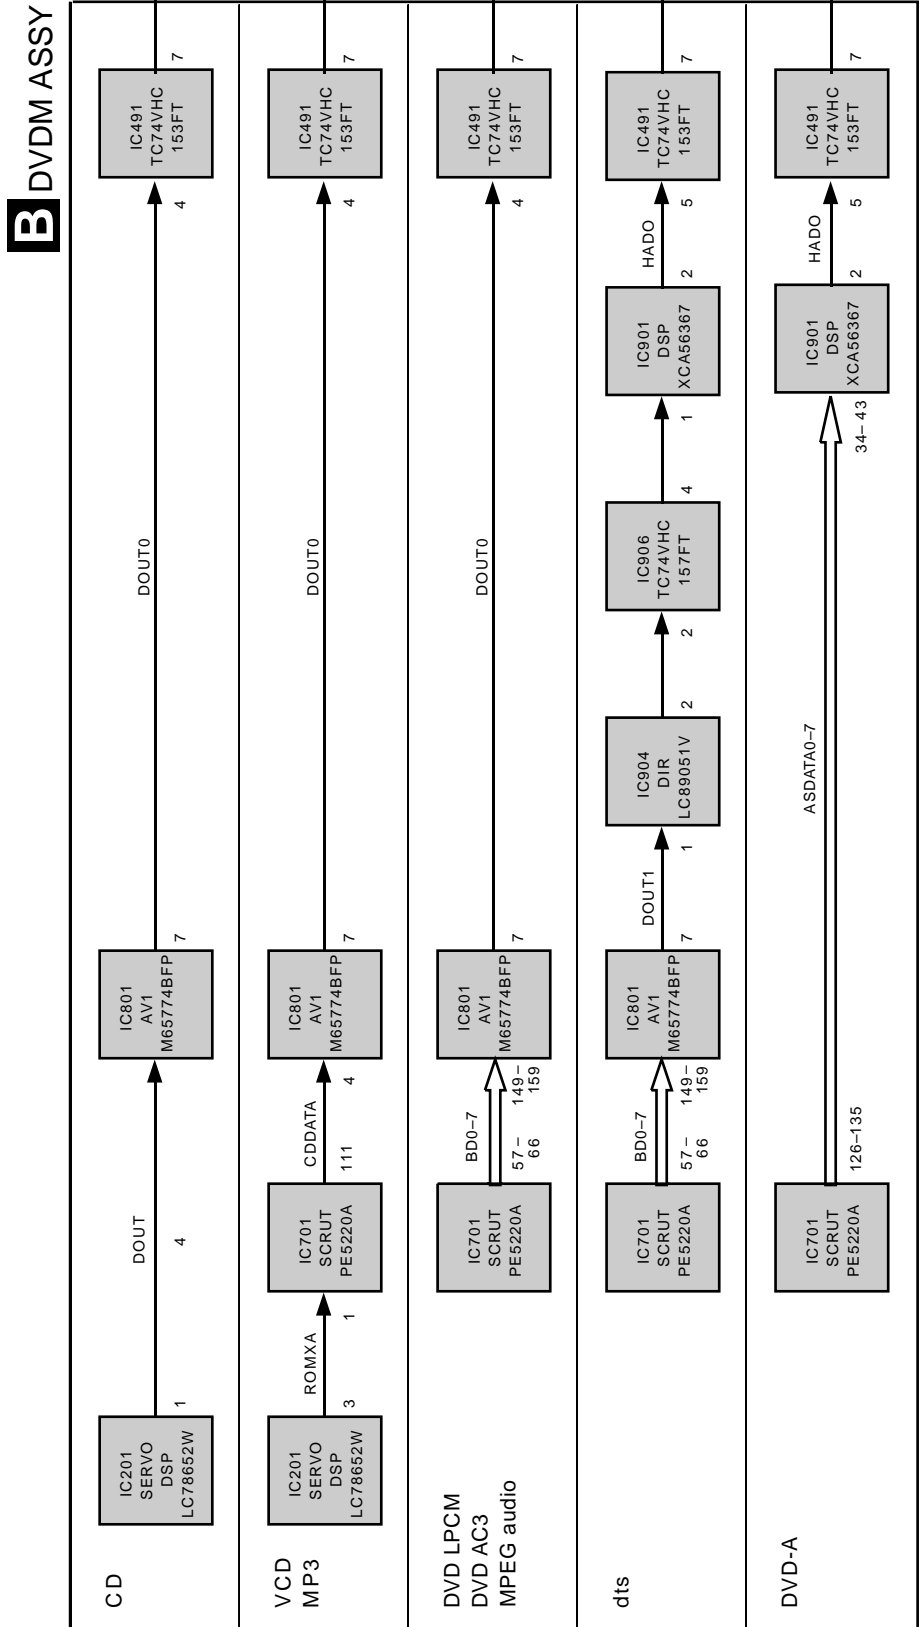 B DVDM ASSY
CD
IC201
SERVO
DSP
LC78652W
1
DOUT
4
IC801
AV1
M65774BFP
7
DOUT0
4
IC491
TC74VHC
153FT
7
VCD
MP3
IC201
SERVO
DSP
LC78652W
3
ROMXA
1
IC701
SCRUT
PE5220A
111
CDDATA
4
IC801
AV1
M65774BFP
7
DOUT0
4
IC491
TC74VHC
153FT
7
DVD LPCM
DVD AC3
MPEG audio
IC701
SCRUT
PE5220A
57–
66
BD0–7
149–
159
IC801
AV1
M65774BFP
7
DOUT0
4
IC491
TC74VHC
153FT
7
dts
IC701
SCRUT
PE5220A
57–
66
BD0–7
149–
159
IC801
AV1
M65774BFP
7
DOUT1
1
IC904
DIR
LC89051V
2
2
IC906
TC74VHC
157FT
4
1
IC901
DSP
XCA56367
2
HADO
5
IC491
TC74VHC
153FT
7
DVD-A
IC701
SCRUT
PE5220A
126–135
ASDATA0–7
34–43
IC901
DSP
XCA56367
2
HADO
5
IC491
TC74VHC
153FT
7